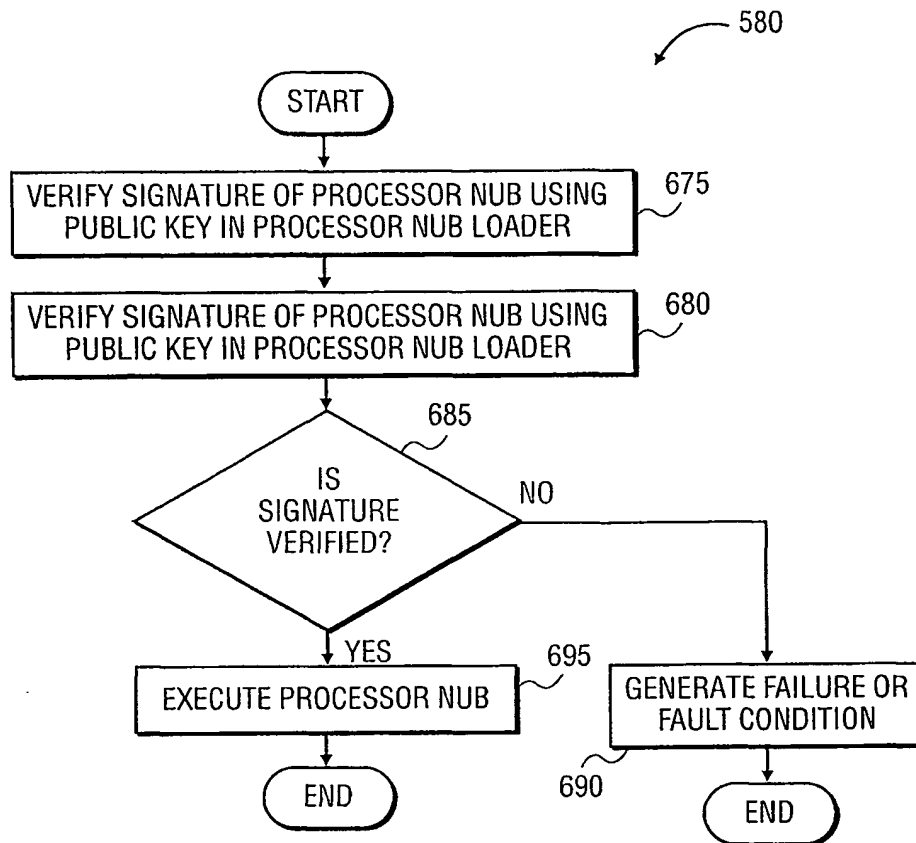 580
START
VERIFY SIGNATURE OF PROCESSOR NUB USING
PUBLIC KEY IN PROCESSOR NUB LOADER
675
VERIFY SIGNATURE OF PROCESSOR NUB USING
PUBLIC KEY IN PROCESSOR NUB LOADER
680
685
IS
SIGNATURE
VERIFIED?
NO
YES
EXECUTE PROCESSOR NUB
695
GENERATE FAILURE OR
FAULT CONDITION
690
END
END